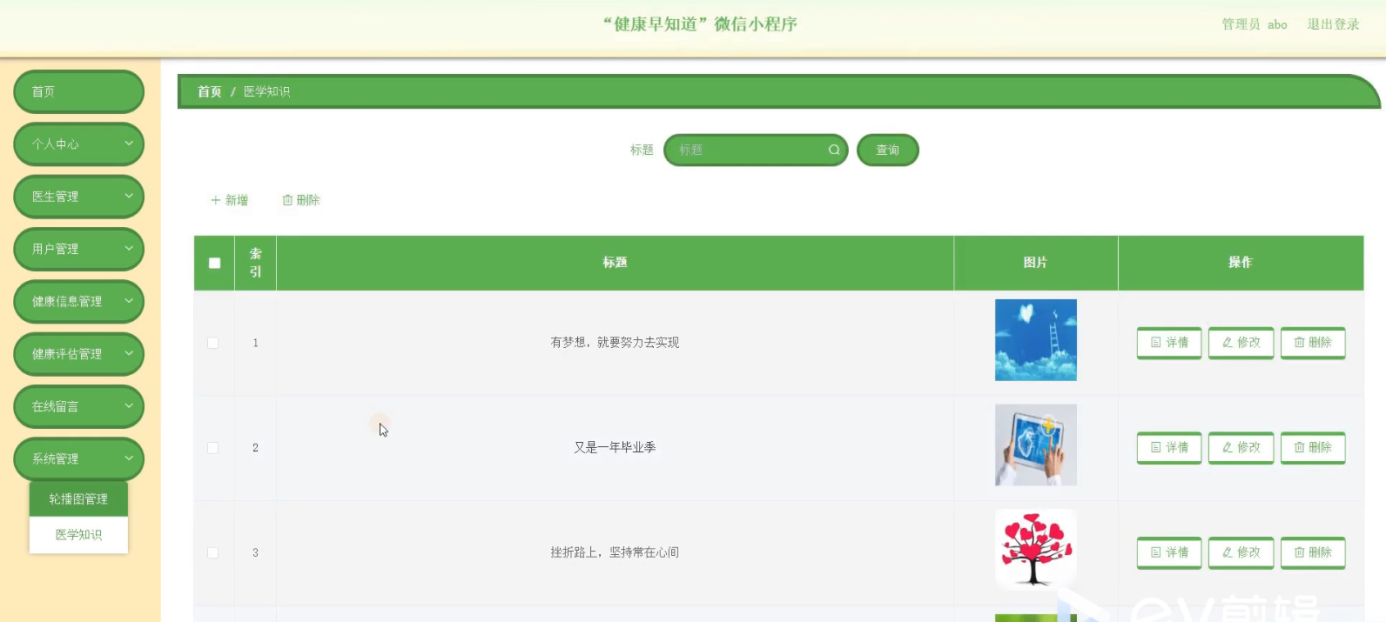 “健康早知道”微信小程序
管理员 abo 退出登录
首页
个人中心
医生管理
用户管理
健康信息管理
健康评估管理
在线留言
系统管理
轮播图管理
医学知识
首页 / 医学知识
标题 标题 查询
新增 删除
索引 标题 图片 操作
1 有梦想，就要努力去实现 详情 修改 删除
2 又是一年毕业季 详情 修改 删除
3 挫折路上，坚持常在心间 详情 修改 删除